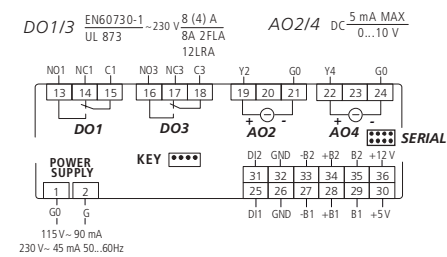 DO1/3 EN60730-1 ~230 V 8 (4) A
UL 873 8A 2FLA
12LRA
AO2/4 DC 5 mA MAX
0...10 V
NO1 NC1 C1 NO3 NC3 C3 Y2 G0 Y4 G0
13 14 15 16 17 18 19 20 21 22 23 24
+ - + -
DO1 DO3 AO2 AO4 SERIAL
POWER SUPPLY KEY
DI2 GND -B2 +B2 B2 +12 V
1 2 31 32 33 34 35 36
25 26 27 28 29 30
G0 G DI1 GND -B1 +B1 B1 +5 V
115 V~ 90 mA
230 V~ 45 mA 50...60Hz